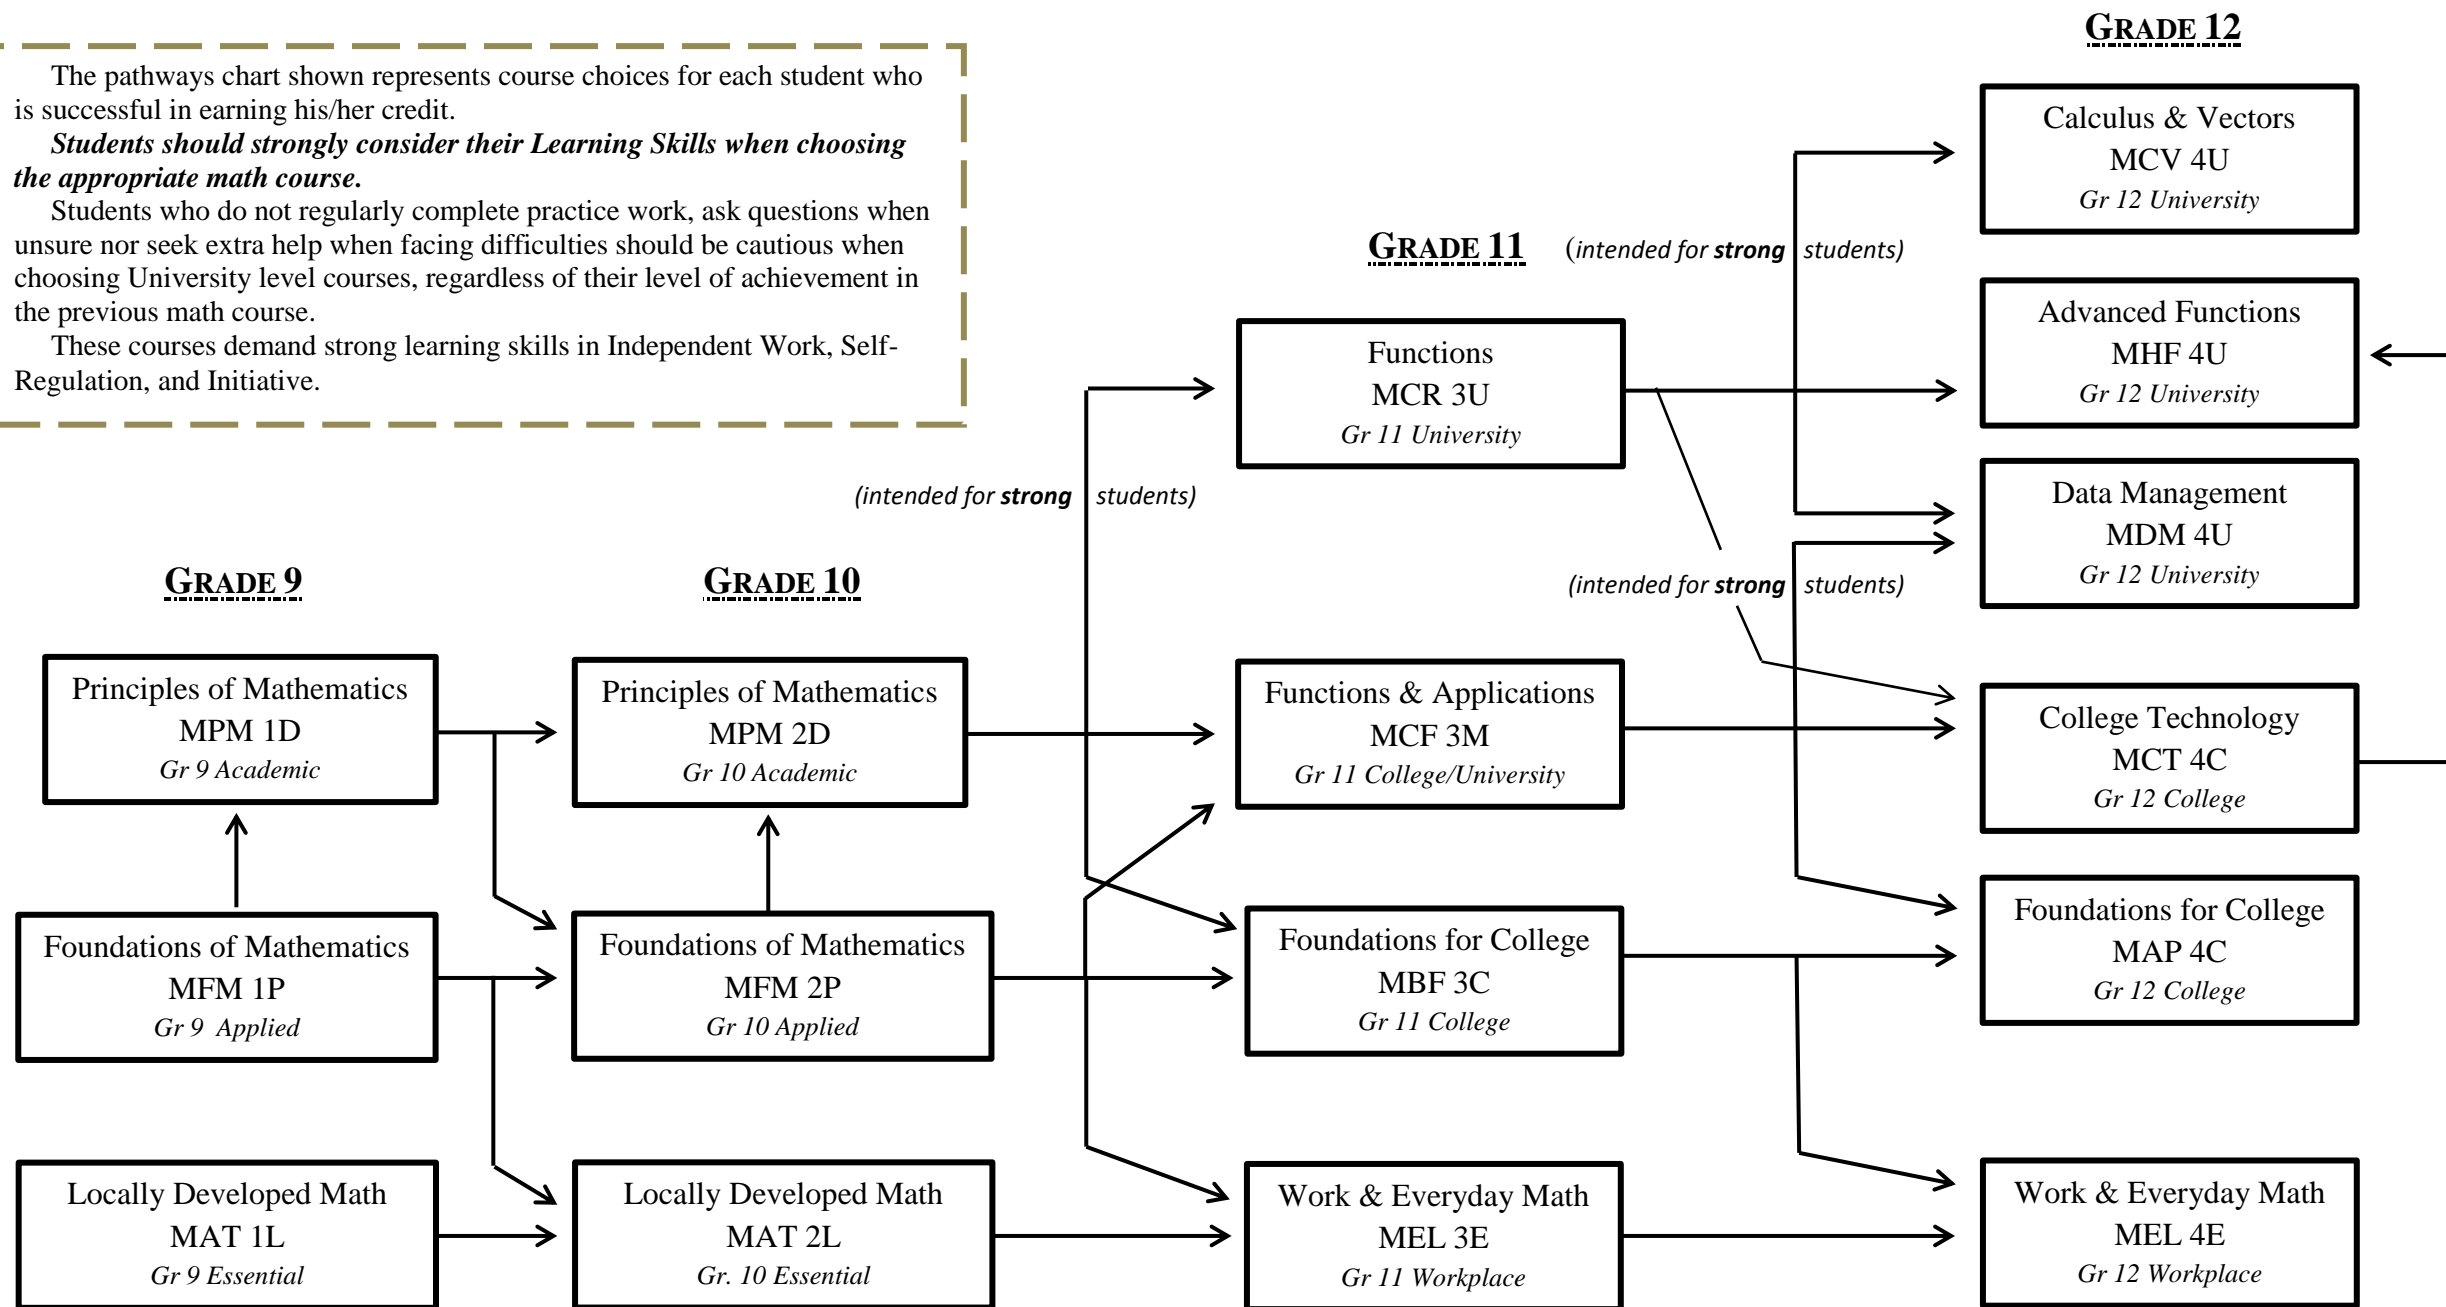 The pathways chart shown represents course choices for each student who
is successful in earning his/her credit.
Students should strongly consider their Learning Skills when choosing
the appropriate math course.
Students who do not regularly complete practice work, ask questions when
unsure nor seek extra help when facing difficulties should be cautious when
choosing University level courses, regardless of their level of achievement in
the previous math course.
These courses demand strong learning skills in Independent Work, Self-
Regulation, and Initiative.
GRADE 9
Principles of Mathematics
MPM 1D
Gr 9 Academic
Foundations of Mathematics
MFM 1P
Gr 9  Applied
Locally Developed Math
MAT 1L
Gr 9 Essential
GRADE 10
Principles of Mathematics
MPM 2D
Gr 10 Academic
Foundations of Mathematics
MFM 2P
Gr 10 Applied
Locally Developed Math
MAT 2L
Gr. 10 Essential
(intended for strong students)
GRADE 11
Functions
MCR 3U
Gr 11 University
Functions & Applications
MCF 3M
Gr 11 College/University
Foundations for College
MBF 3C
Gr 11 College
Work & Everyday Math
MEL 3E
Gr 11 Workplace
(intended for strong students)
(intended for strong students)
GRADE 12
Calculus & Vectors
MCV 4U
Gr 12 University
Advanced Functions
MHF 4U
Gr 12 University
Data Management
MDM 4U
Gr 12 University
College Technology
MCT 4C
Gr 12 College
Foundations for College
MAP 4C
Gr 12 College
Work & Everyday Math
MEL 4E
Gr 12 Workplace